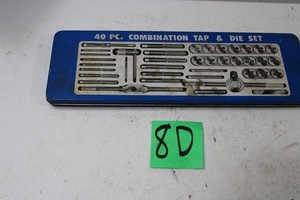 40 PC. COMBINATION TAP & DIE SET
8D